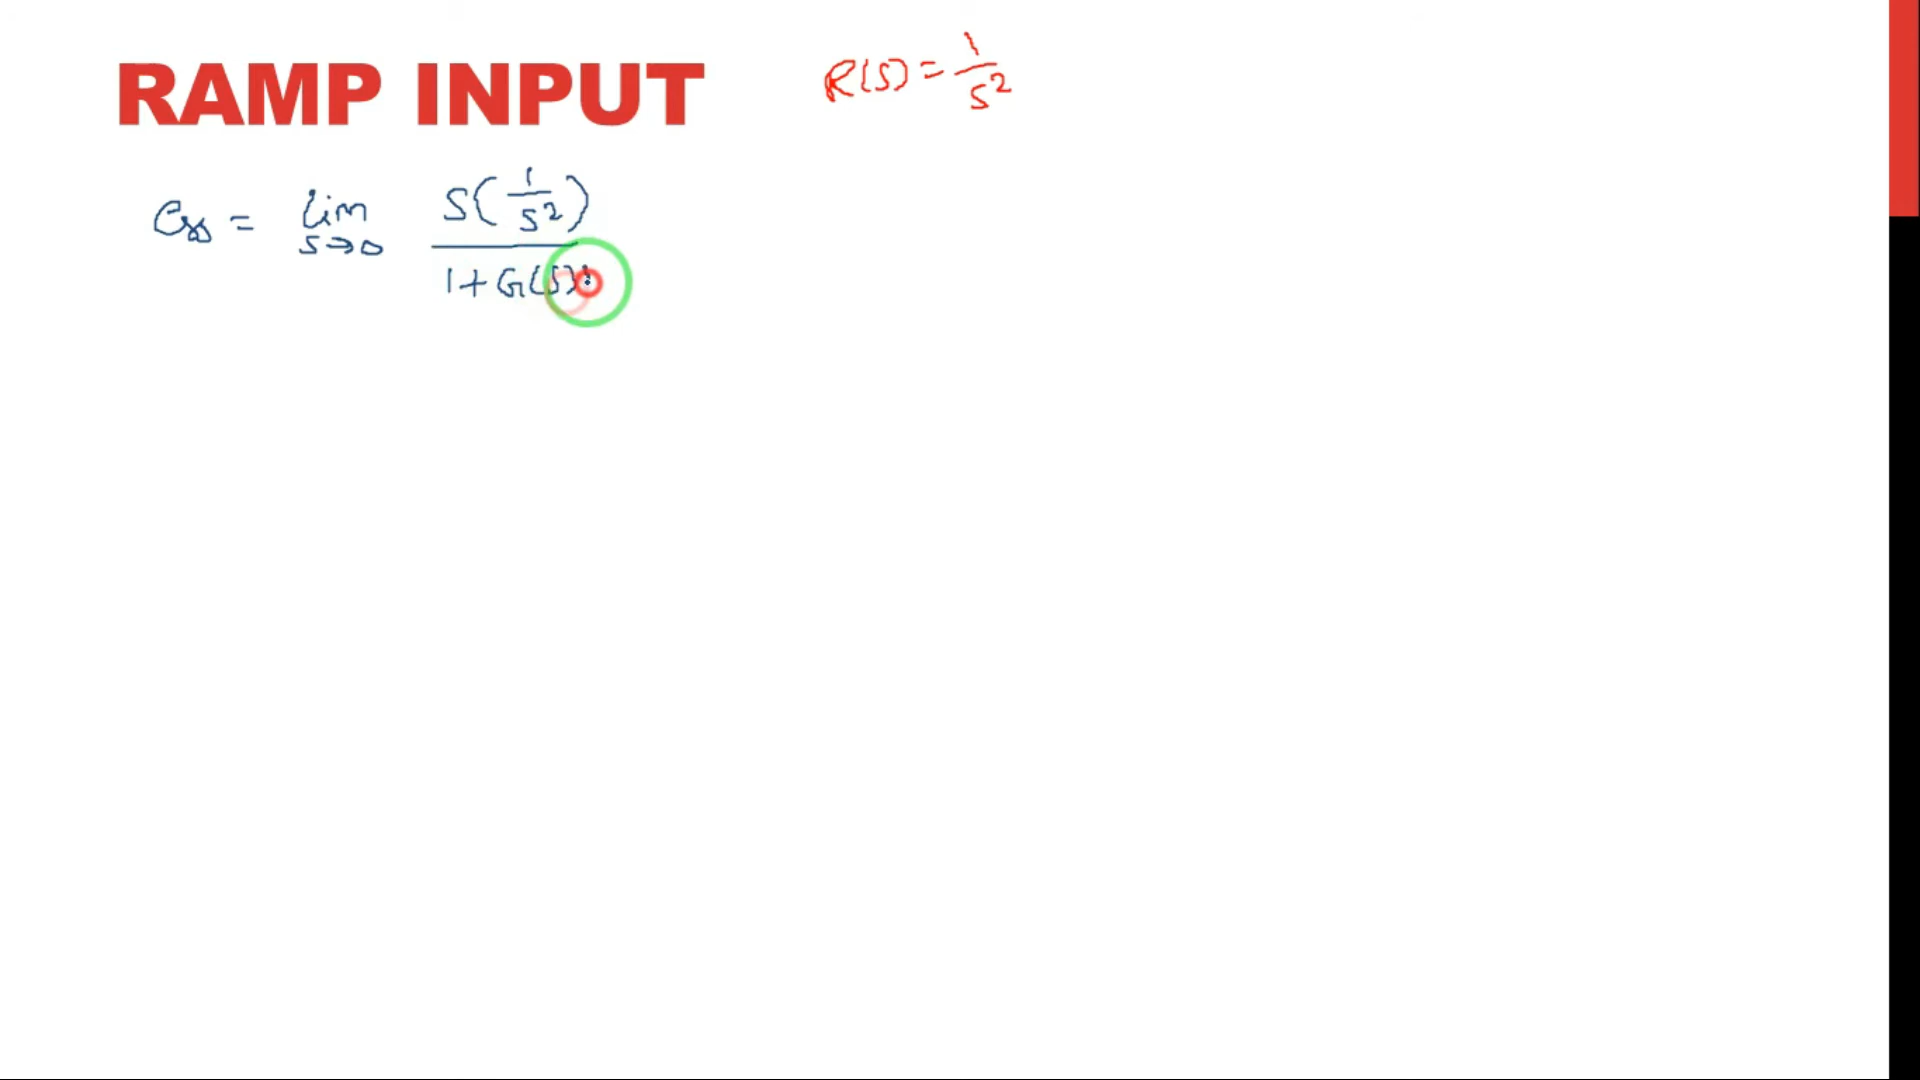 RAMP INPUT R(S) = 1/S²
ess = lim S→0 S(1/S²) / 1+G(S)